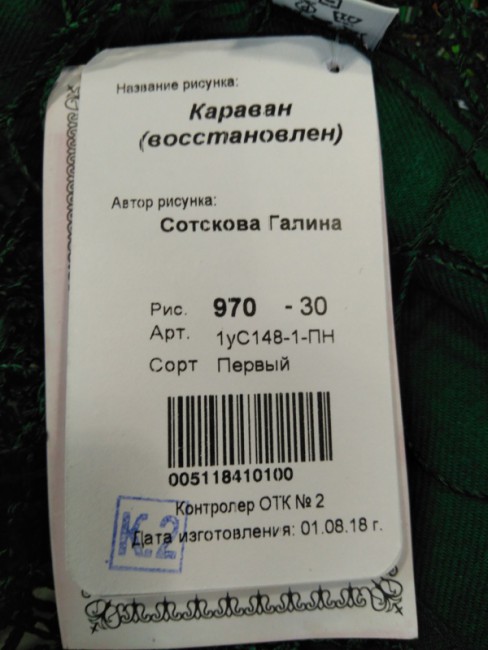 Название рисунка:
Караван
(восстановлен)
Автор рисунка:
Сотскова Галина
Рис. 970 - 30
Арт. 1уС148-1-ПН
Сорт Первый
005118410100
Контролер ОТК № 2
К.2
Дата изготовления: 01.08.18 г.